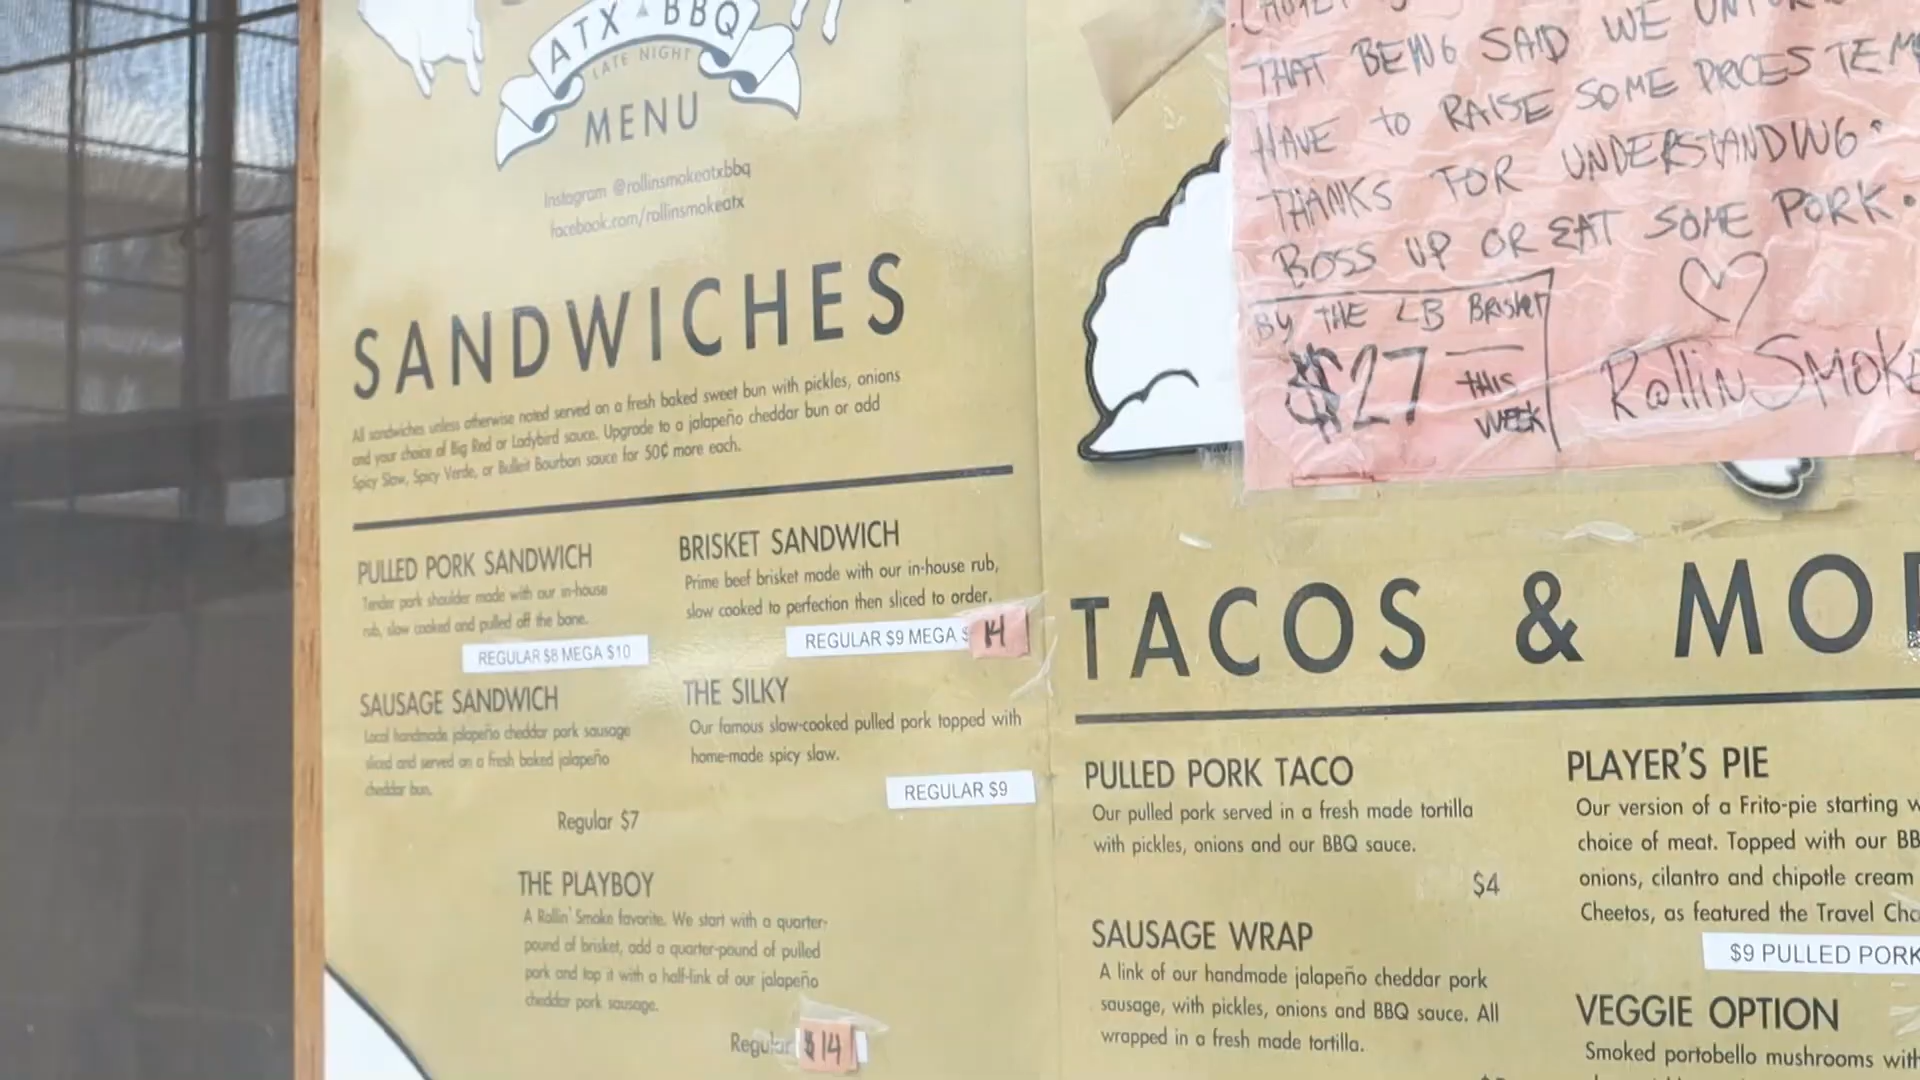 ATX BBQ
LATE NIGHT
MENU
Instagram @rollinsmokeatxbbq
facebook.com/rollinsmokeatx
SANDWICHES
All sandwiches unless otherwise noted served on a fresh baked sweet bun with pickles, onions
and your choice of Big Red or Ladybird sauce. Upgrade to a jalapeño cheddar bun or add
Spicy Slaw, Spicy Verde, or Bulleit Bourbon sauce for 50¢ more each.
PULLED PORK SANDWICH
Tender pork shoulder made with our in-house
rub, slow cooked and pulled off the bone.
REGULAR $8 MEGA $10
BRISKET SANDWICH
Prime beef brisket made with our in-house rub,
slow cooked to perfection then sliced to order.
REGULAR $9 MEGA $ 14
SAUSAGE SANDWICH
Local handmade jalapeño cheddar pork sausage
sliced and served on a fresh baked jalapeño
cheddar bun.
Regular $7
THE SILKY
Our famous slow-cooked pulled pork topped with
home-made spicy slaw.
REGULAR $9
THE PLAYBOY
A Rollin' Smoke favorite. We start with a quarter-
pound of brisket, add a quarter-pound of pulled
pork and top it with a half-link of our jalapeño
cheddar pork sausage.
Regular $14
THAT BEING SAID WE
HAVE to RAISE SOME PRICES
THANKS FOR UNDERSTANDING.
BOSS UP OR EAT SOME PORK.
BY THE LB BRISKET
$27 THIS
WEEK
Rollin SMOKE
TACOS &
PULLED PORK TACO
Our pulled pork served in a fresh made tortilla
with pickles, onions and our BBQ sauce.
$4
SAUSAGE WRAP
A link of our handmade jalapeño cheddar pork
sausage, with pickles, onions and BBQ sauce. All
wrapped in a fresh made tortilla.
PLAYER'S PIE
Our version of a Frito-pie starting
choice of meat. Topped with our
onions, cilantro and chipotle cream
Cheetos, as featured the Travel
$9 PULLED PORK
VEGGIE OPTION
Smoked portobello mushrooms with